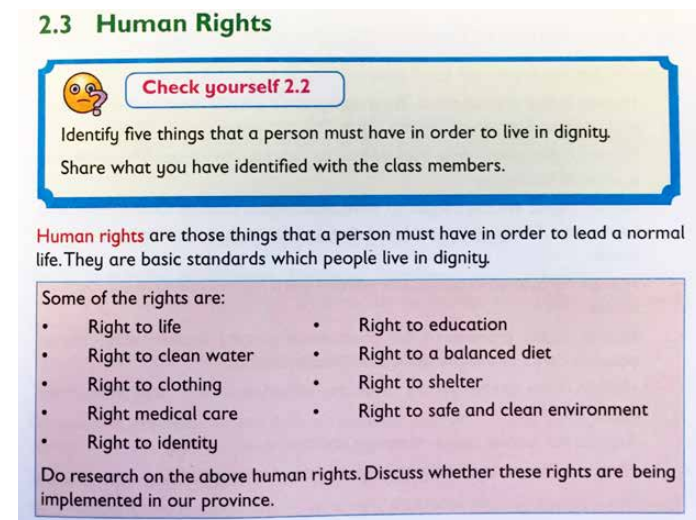 2.3 Human Rights
Check yourself 2.2
Identify five things that a person must have in order to live in dignity.
Share what you have identified with the class members.
Human rights are those things that a person must have in order to lead a normal
life. They are basic standards which people live in dignity.
Some of the rights are:
• Right to life
• Right to clean water
• Right to clothing
• Right medical care
• Right to identity
• Right to education
• Right to a balanced diet
• Right to shelter
• Right to safe and clean environment
Do research on the above human rights. Discuss whether these rights are being
implemented in our province.